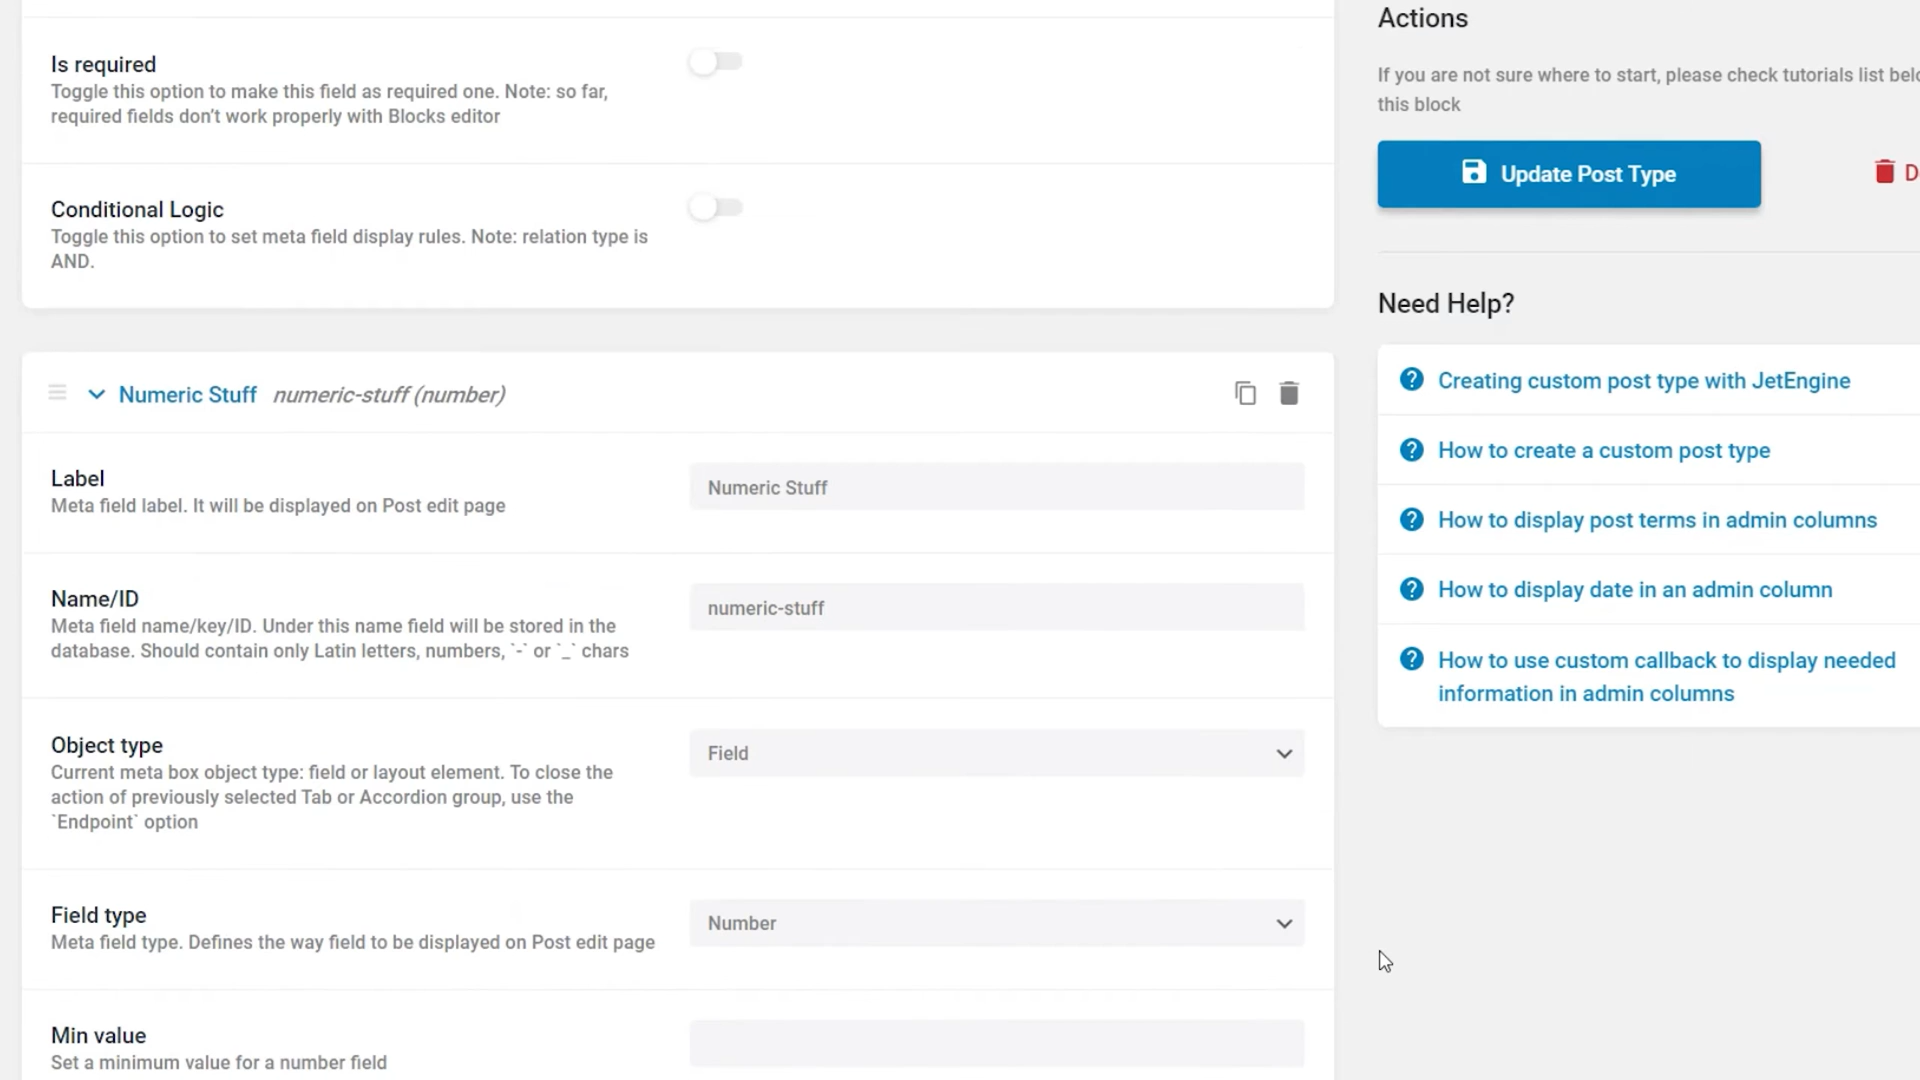 Is required
Toggle this option to make this field as required one. Note: so far,
required fields don't work properly with Blocks editor
Conditional Logic
Toggle this option to set meta field display rules. Note: relation type is
AND.
Numeric Stuff numeric-stuff (number)
Label
Meta field label. It will be displayed on Post edit page
Numeric Stuff
Name/ID
Meta field name/key/ID. Under this name field will be stored in the
database. Should contain only Latin letters, numbers, `-` or `_` chars
numeric-stuff
Object type
Current meta box object type: field or layout element. To close the
action of previously selected Tab or Accordion group, use the
`Endpoint` option
Field
Field type
Meta field type. Defines the way field to be displayed on Post edit page
Number
Min value
Set a minimum value for a number field
Actions
If you are not sure where to start, please check tutorials list
this block
Update Post Type
Need Help?
Creating custom post type with JetEngine
How to create a custom post type
How to display post terms in admin columns
How to display date in an admin column
How to use custom callback to display needed
information in admin columns